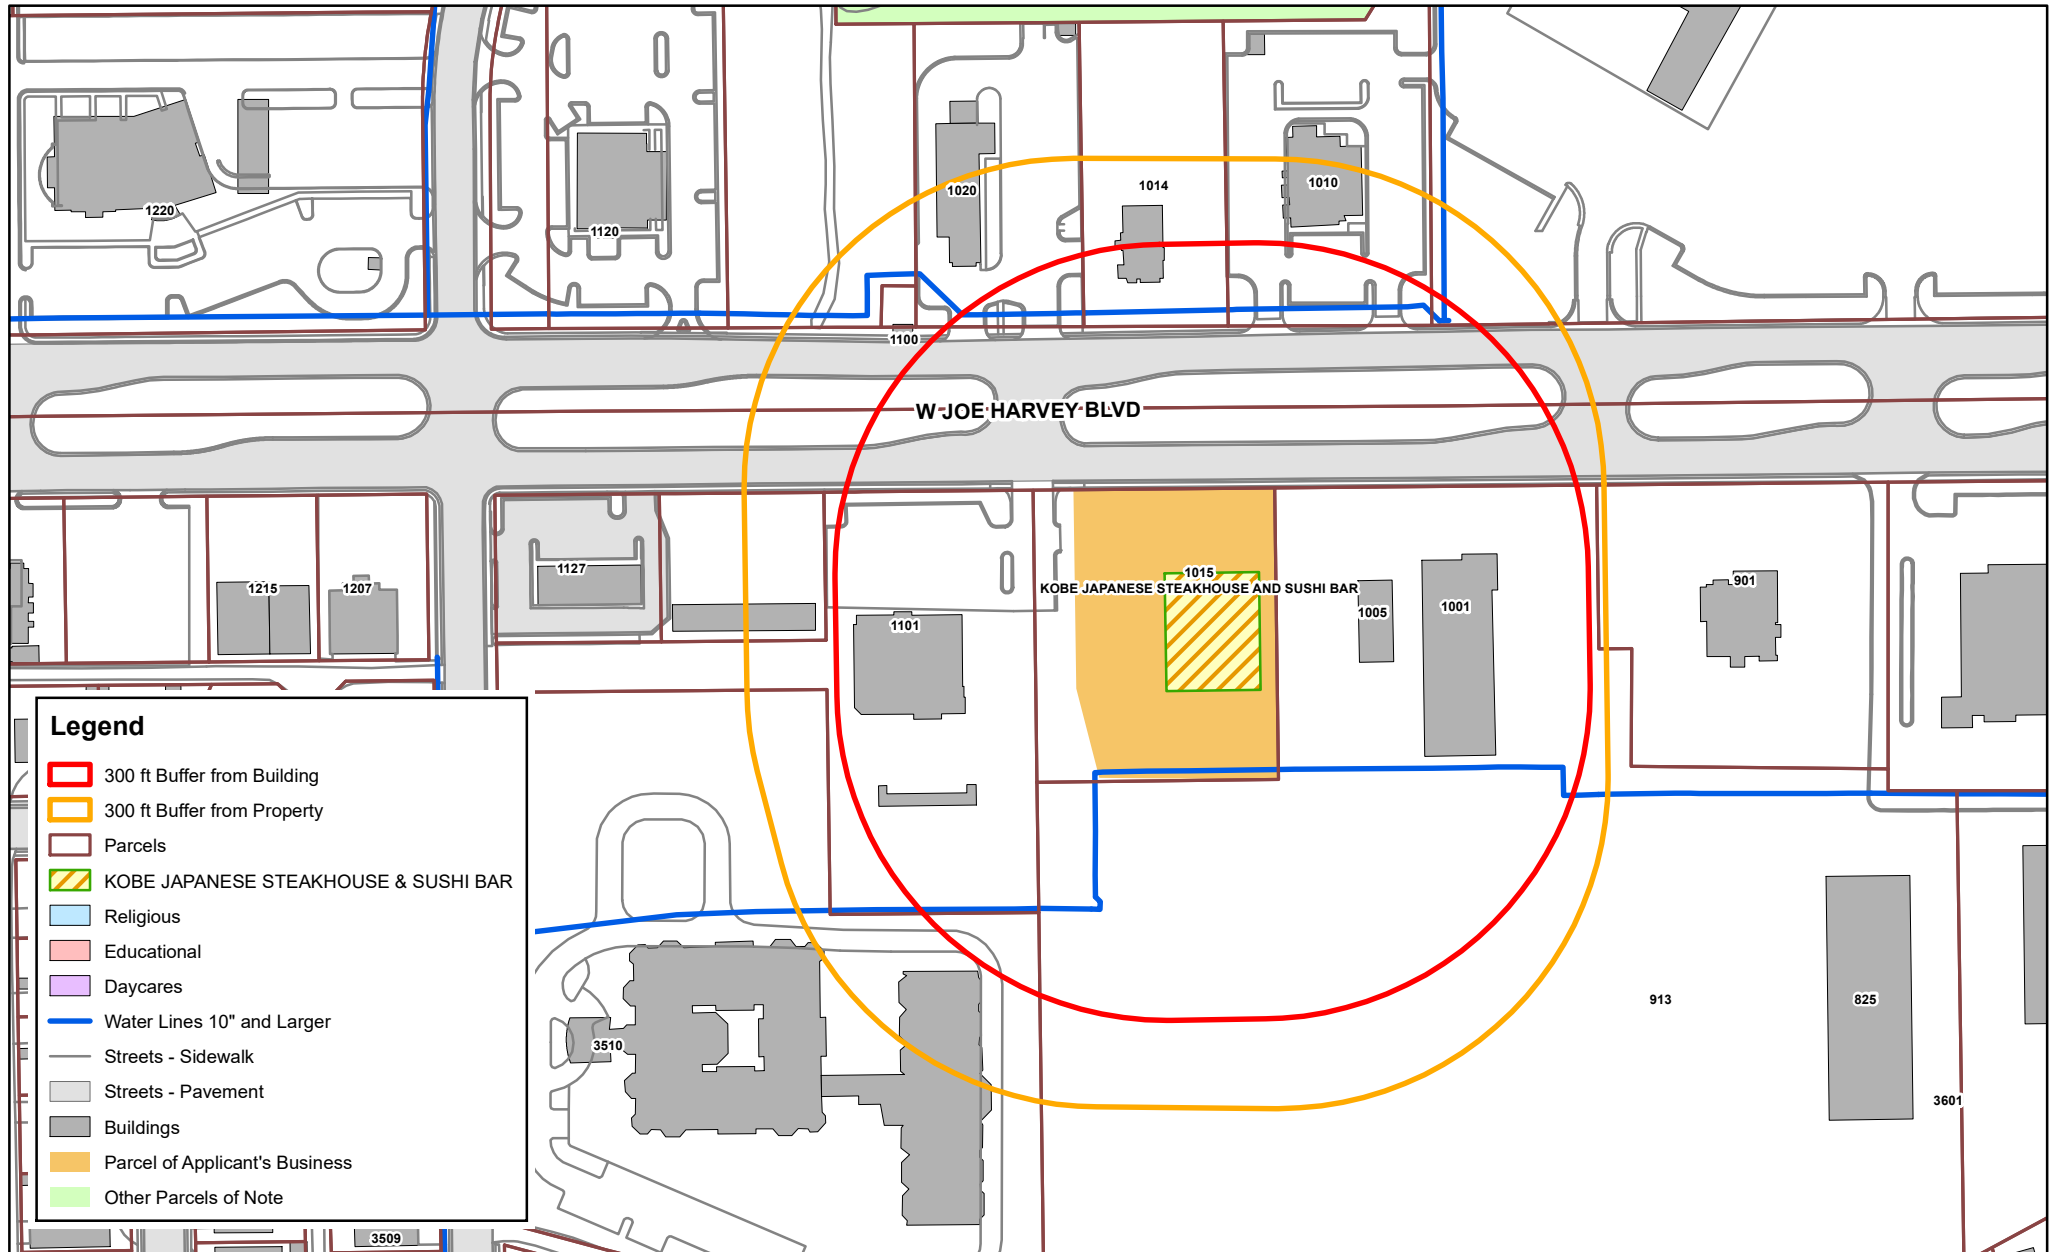 1020
1014
1010
1220
1120
1100
W JOE HARVEY BLVD
1127
1015
KOBE JAPANESE STEAKHOUSE AND SUSHI BAR
1215
1207
1101
1005
1001
901
Legend
300 ft Buffer from Building
300 ft Buffer from Property
Parcels
KOBE JAPANESE STEAKHOUSE & SUSHI BAR
Religious
Educational
Daycares
Water Lines 10" and Larger
Streets - Sidewalk
Streets - Pavement
Buildings
Parcel of Applicant's Business
Other Parcels of Note
913
825
3510
3601
3509